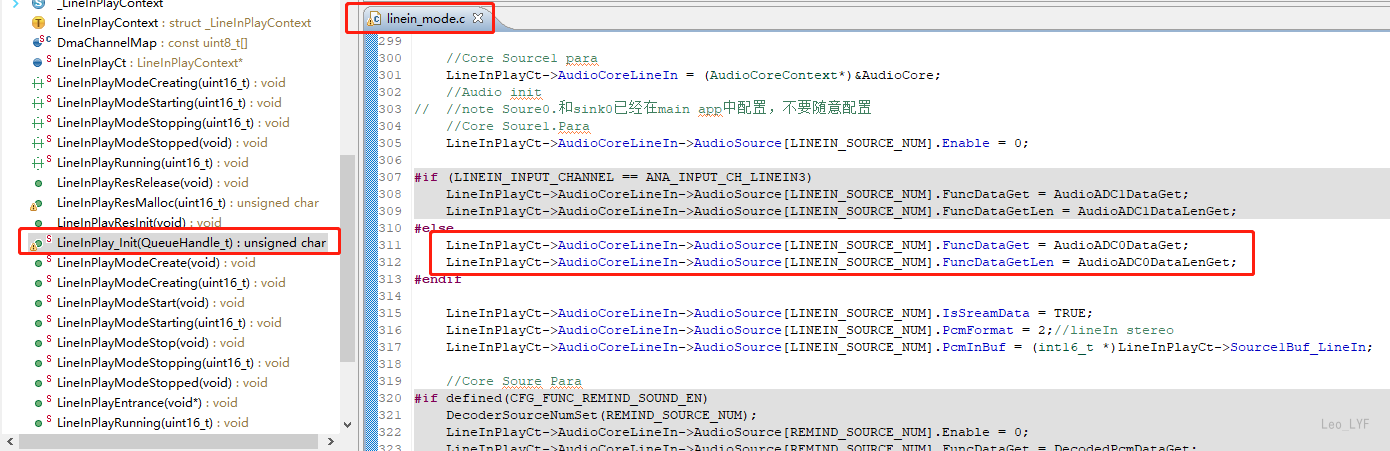 _LineInPlayContext
LineInPlayContext : struct _LineInPlayContext
DmaChannelMap : const uint8_t[]
LineInPlayCt : LineInPlayContext*
LineInPlayModeCreating(uint16_t) : void
LineInPlayModeStarting(uint16_t) : void
LineInPlayModeStopping(uint16_t) : void
LineInPlayModeStopped(void) : void
LineInPlayRunning(uint16_t) : void
LineInPlayResRelease(void) : void
LineInPlayResMalloc(uint16_t) : unsigned char
LineInPlayResInit(void) : void
LineInPlay_Init(QueueHandle_t) : unsigned char
LineInPlayModeCreate(void) : void
LineInPlayModeCreating(uint16_t) : void
LineInPlayModeStart(void) : void
LineInPlayModeStarting(uint16_t) : void
LineInPlayModeStop(void) : void
LineInPlayModeStopping(uint16_t) : void
LineInPlayModeStopped(void) : void
LineInPlayEntrance(void*) : void
LineInPlayRunning(uint16_t) : void
linein_mode.c
299
300 //Core Source1 para
301 LineInPlayCt->AudioCoreLineIn = (AudioCoreContext*)&AudioCore;
302 //Audio init
303 // //note Soure0.和sink0已经在main app中配置，不要随意配置
304 //Core Soure1.Para
305 LineInPlayCt->AudioCoreLineIn->AudioSource[LINEIN_SOURCE_NUM].Enable = 0;
306
307 #if (LINEIN_INPUT_CHANNEL == ANA_INPUT_CH_LINEIN3)
308 LineInPlayCt->AudioCoreLineIn->AudioSource[LINEIN_SOURCE_NUM].FuncDataGet = AudioADC1DataGet;
309 LineInPlayCt->AudioCoreLineIn->AudioSource[LINEIN_SOURCE_NUM].FuncDataGetLen = AudioADC1DataLenGet;
310 #else
311 LineInPlayCt->AudioCoreLineIn->AudioSource[LINEIN_SOURCE_NUM].FuncDataGet = AudioADC0DataGet;
312 LineInPlayCt->AudioCoreLineIn->AudioSource[LINEIN_SOURCE_NUM].FuncDataGetLen = AudioADC0DataLenGet;
313 #endif
315 LineInPlayCt->AudioCoreLineIn->AudioSource[LINEIN_SOURCE_NUM].IsSreamData = TRUE;
316 LineInPlayCt->AudioCoreLineIn->AudioSource[LINEIN_SOURCE_NUM].PcmFormat = 2;//lineIn stereo
317 LineInPlayCt->AudioCoreLineIn->AudioSource[LINEIN_SOURCE_NUM].PcmInBuf = (int16_t *)LineInPlayCt->Source1Buf_LineIn;
318
319 //Core Soure Para
320 #if defined(CFG_FUNC_REMIND_SOUND_EN)
321 DecoderSourceNumSet(REMIND_SOURCE_NUM);
322 LineInPlayCt->AudioCoreLineIn->AudioSource[REMIND_SOURCE_NUM].Enable = 0;
323 LineInPlayCt->AudioCoreLineIn->AudioSource[REMIND_SOURCE_NUM].FuncDataGet = DecodedPcmDataGet;
Leo_LYF